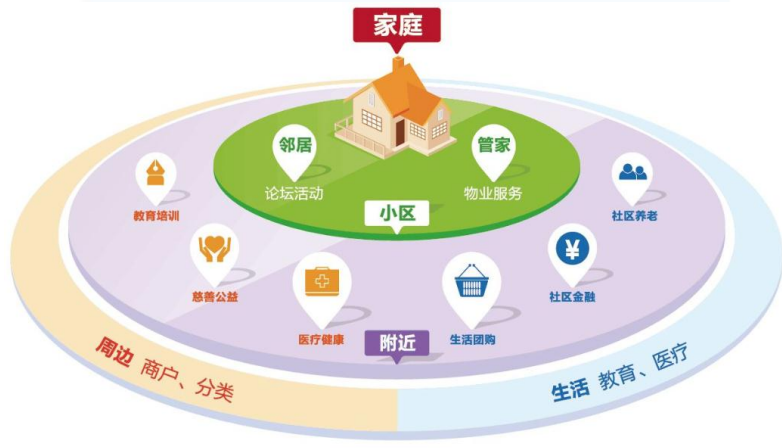 家庭
邻居
管家
论坛活动
物业服务
小区
教育培训
社区养老
慈善公益
社区金融
医疗健康
生活团购
附近
周边 商户、分类
生活 教育、医疗